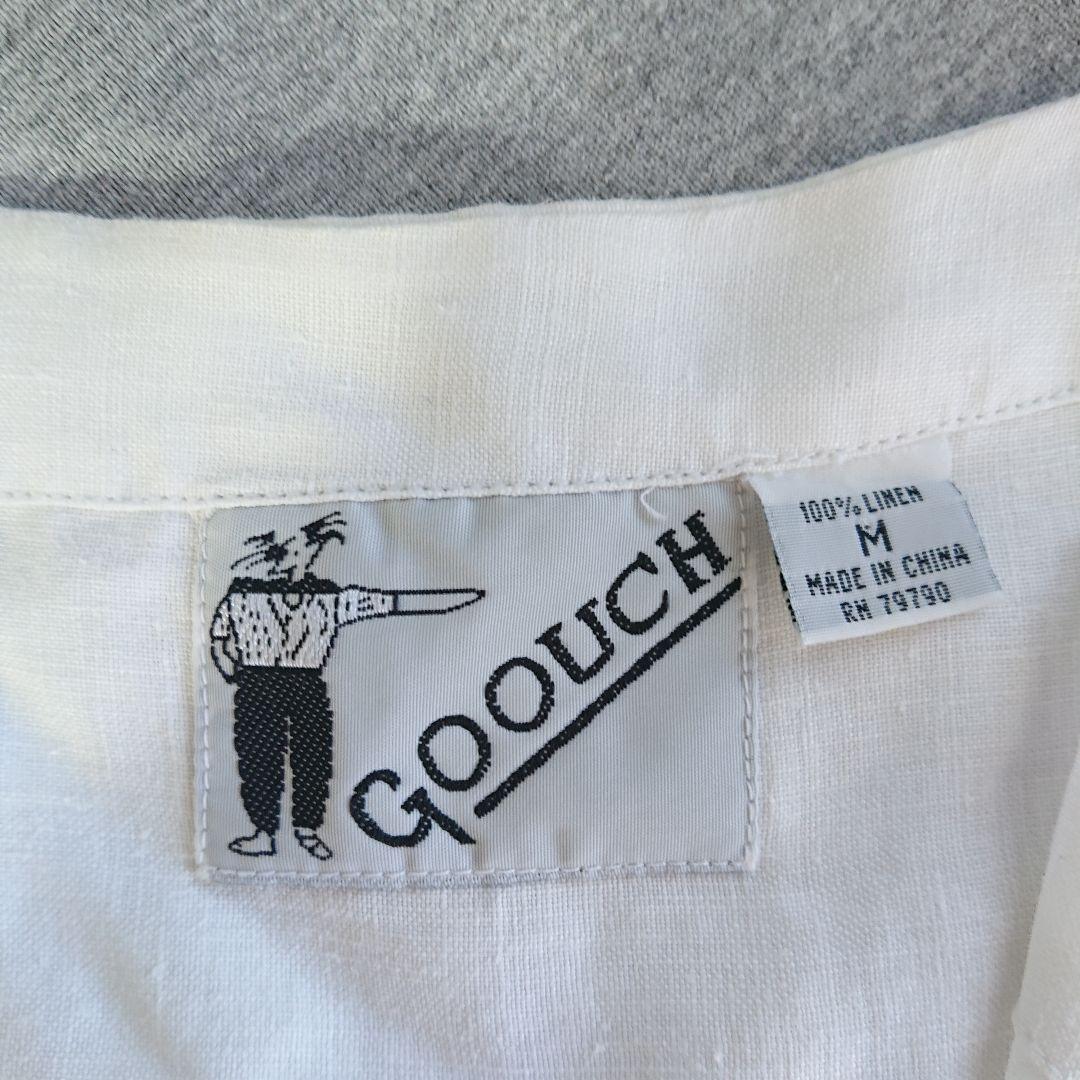 GOOUCH
100% LINEN
M
MADE IN CHINA
RN 79790